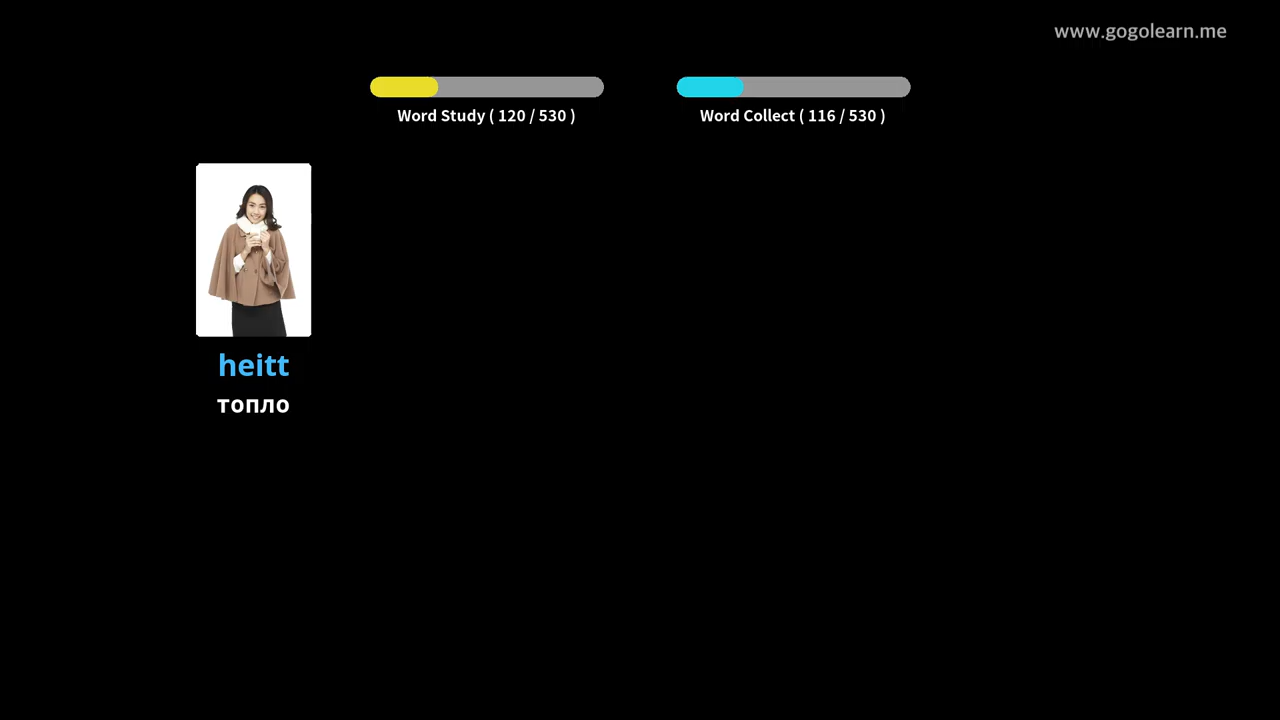 www.gogolearn.me
Word Study ( 120 / 530 )
Word Collect ( 116 / 530 )
heitt
топло